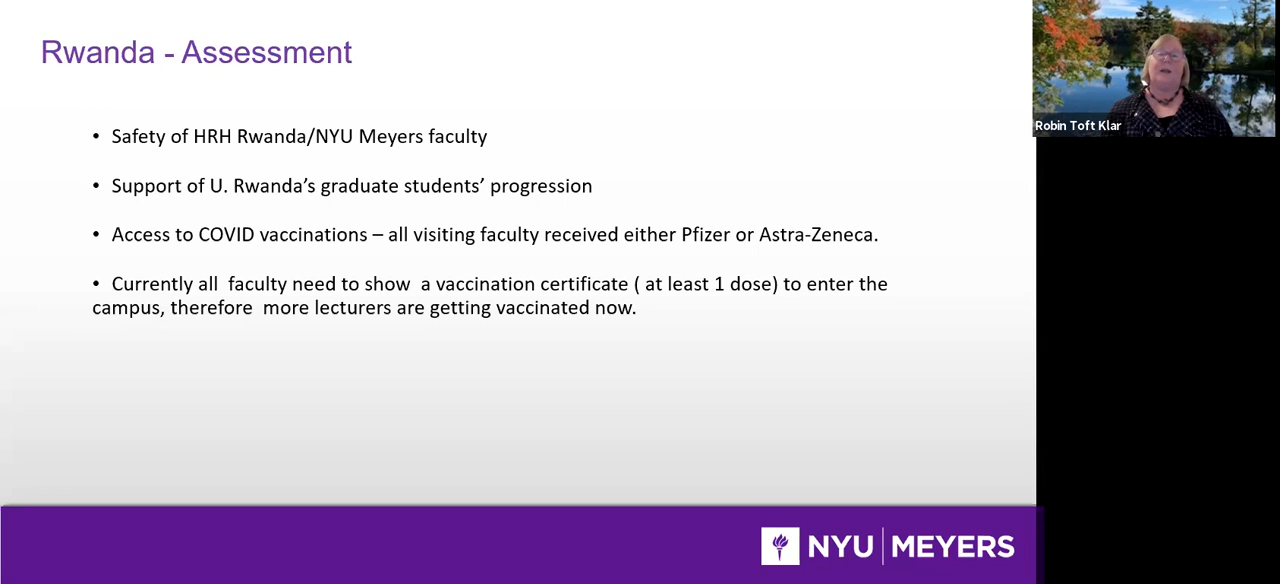 Rwanda - Assessment
• Safety of HRH Rwanda/NYU Meyers faculty
• Support of U. Rwanda’s graduate students’ progression
• Access to COVID vaccinations – all visiting faculty received either Pfizer or Astra-Zeneca.
• Currently all  faculty need to show  a vaccination certificate ( at least 1 dose) to enter the
campus, therefore  more lecturers are getting vaccinated now.
Robin Toft Klar
NYU MEYERS